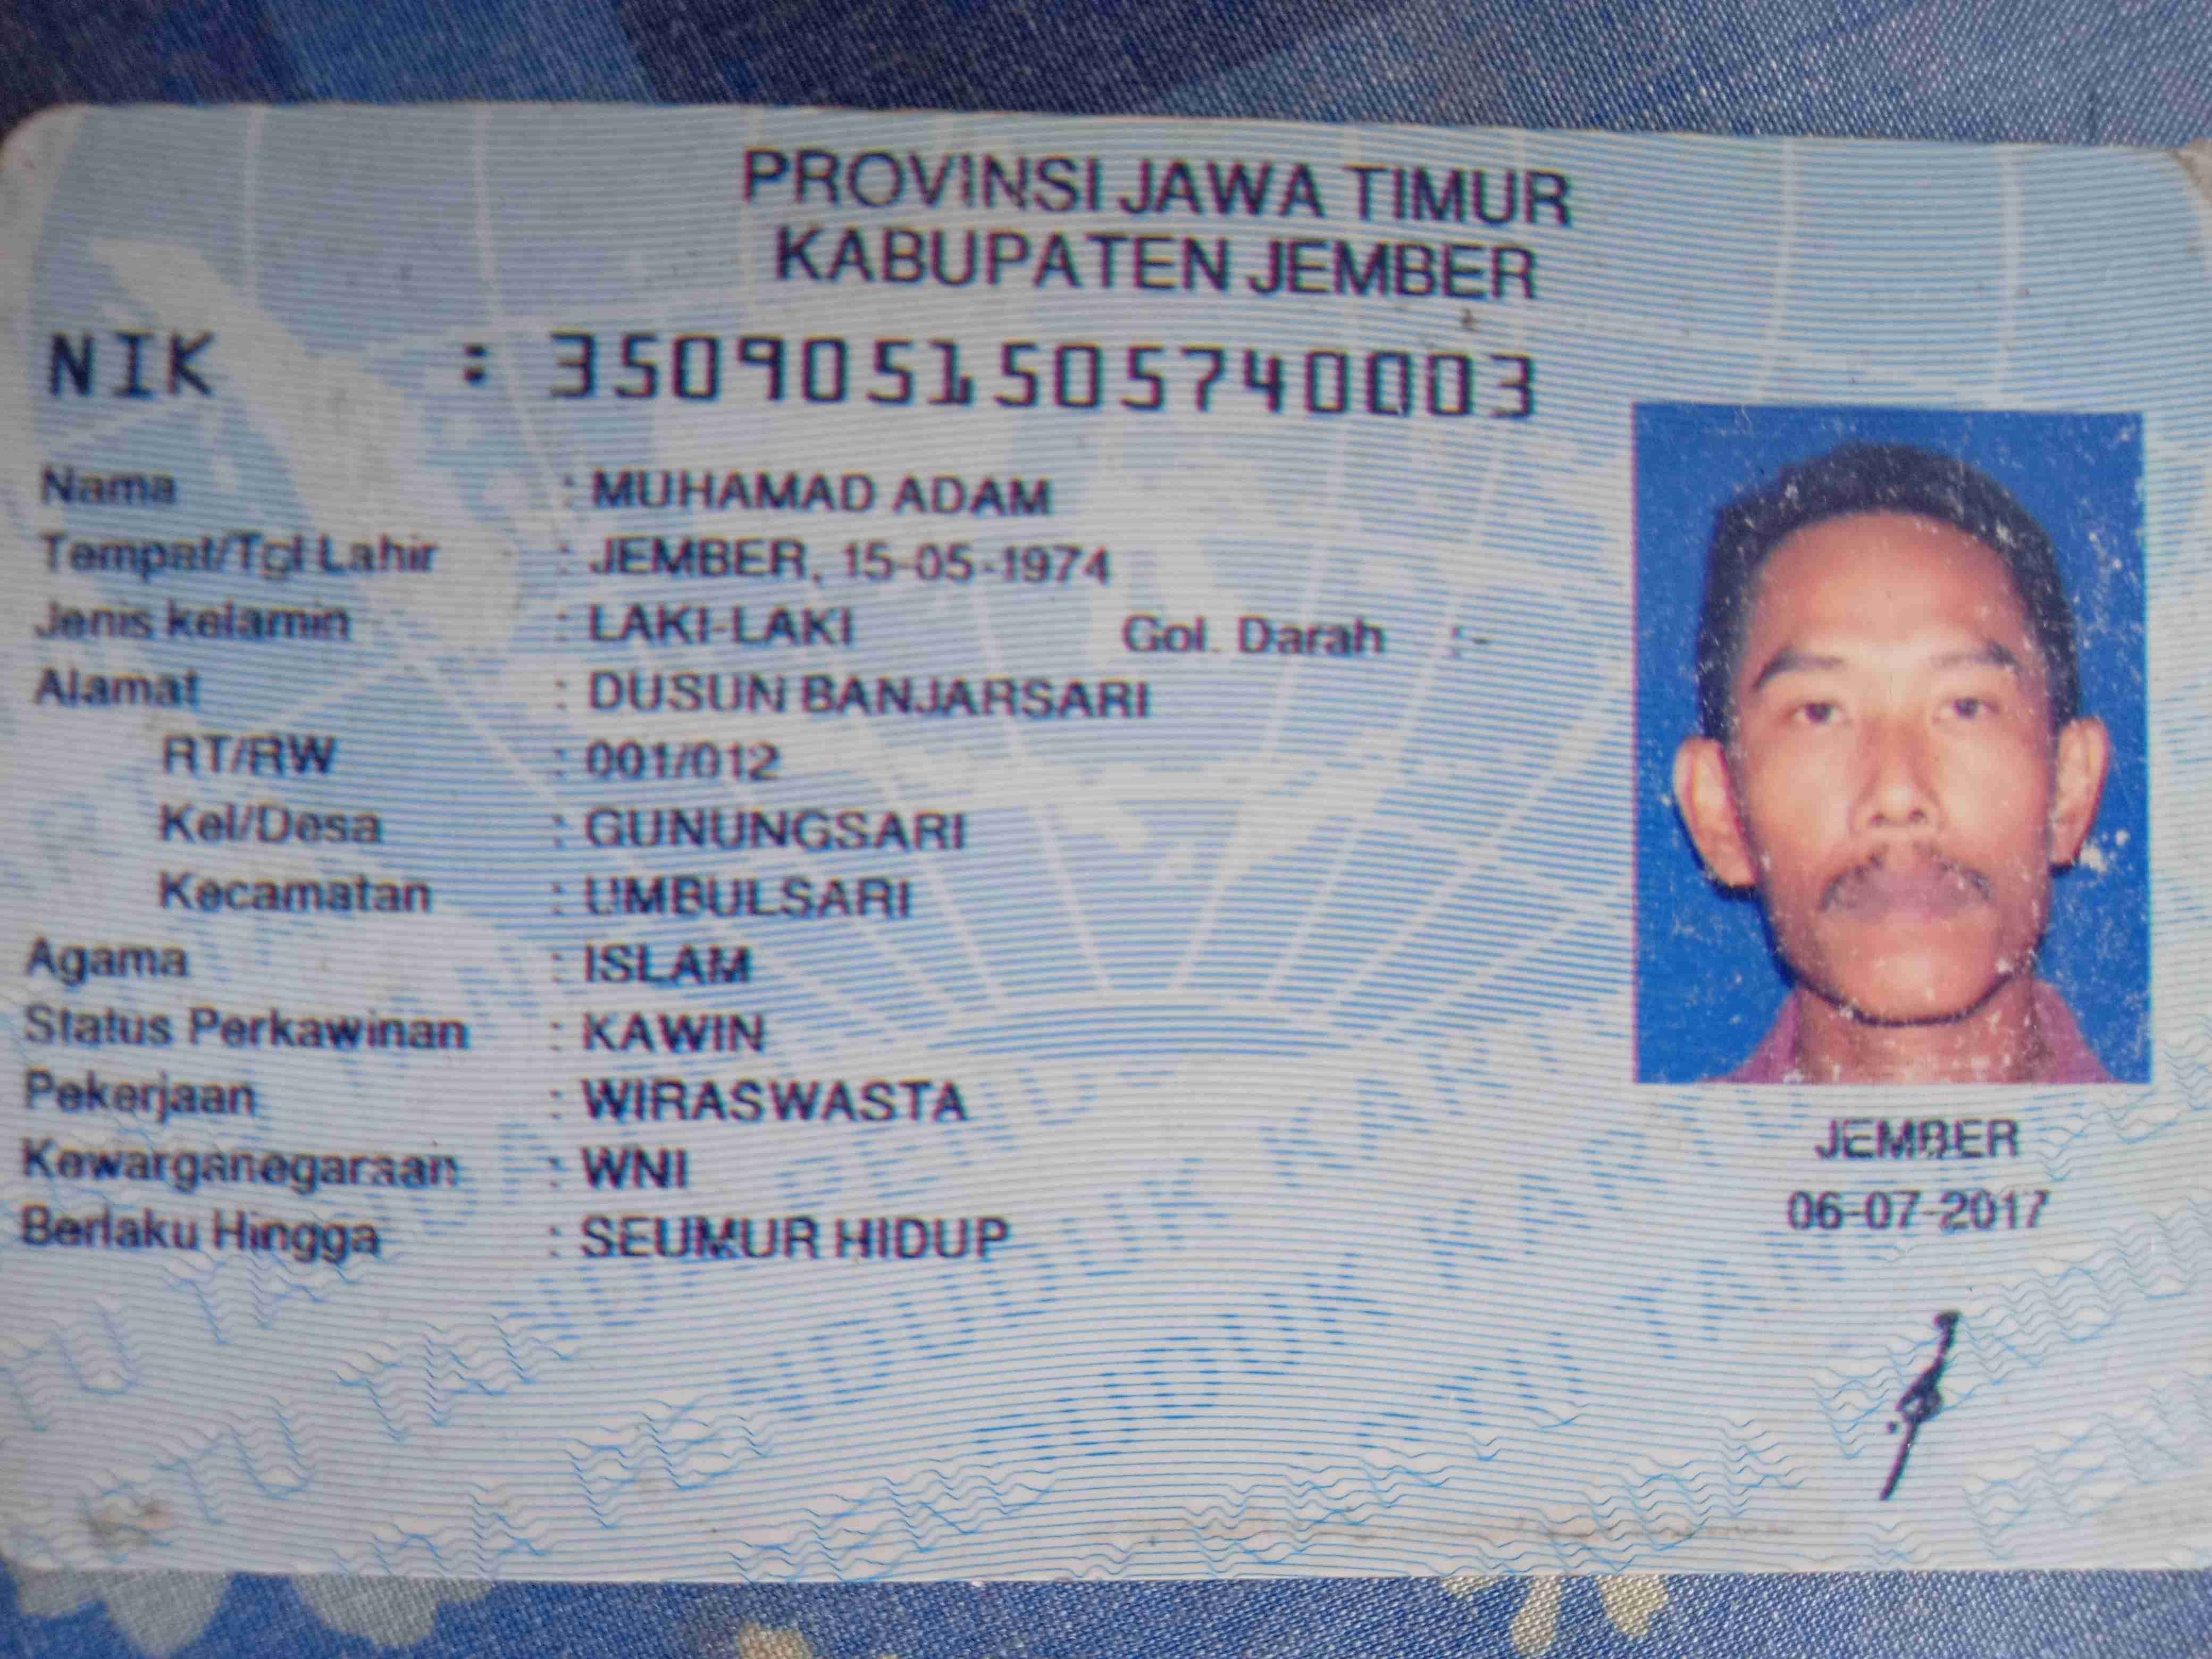 PROVINSI JAWA TIMUR
KABUPATEN JEMBER
NIK : 3509051505740003
Nama : MUHAMAD ADAM
Tempat/Tgl Lahir : JEMBER, 15-05-1974
Jenis kelamin : LAKI-LAKI Gol. Darah : -
Alamat : DUSUN BANJARSARI
RT/RW : 001/012
Kel/Desa : GUNUNGSARI
Kecamatan : UMBULSARI
Agama : ISLAM
Status Perkawinan : KAWIN
Pekerjaan : WIRASWASTA
Kewarganegaraan : WNI
Berlaku Hingga : SEUMUR HIDUP
JEMBER
06-07-2017